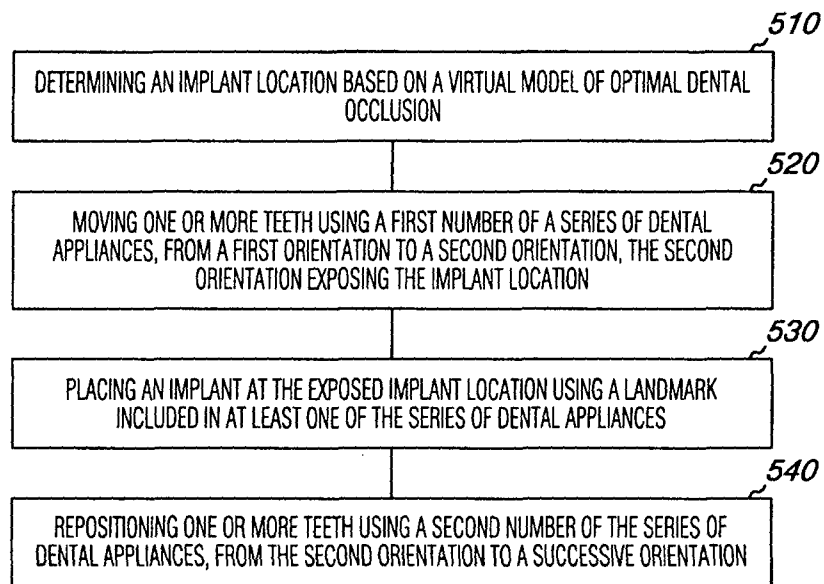 510
DETERMINING AN IMPLANT LOCATION BASED ON A VIRTUAL MODEL OF OPTIMAL DENTAL
OCCLUSION
520
MOVING ONE OR MORE TEETH USING A FIRST NUMBER OF A SERIES OF DENTAL
APPLIANCES, FROM A FIRST ORIENTATION TO A SECOND ORIENTATION, THE SECOND
ORIENTATION EXPOSING THE IMPLANT LOCATION
530
PLACING AN IMPLANT AT THE EXPOSED IMPLANT LOCATION USING A LANDMARK
INCLUDED IN AT LEAST ONE OF THE SERIES OF DENTAL APPLIANCES
540
REPOSITIONING ONE OR MORE TEETH USING A SECOND NUMBER OF THE SERIES OF
DENTAL APPLIANCES, FROM THE SECOND ORIENTATION TO A SUCCESSIVE ORIENTATION